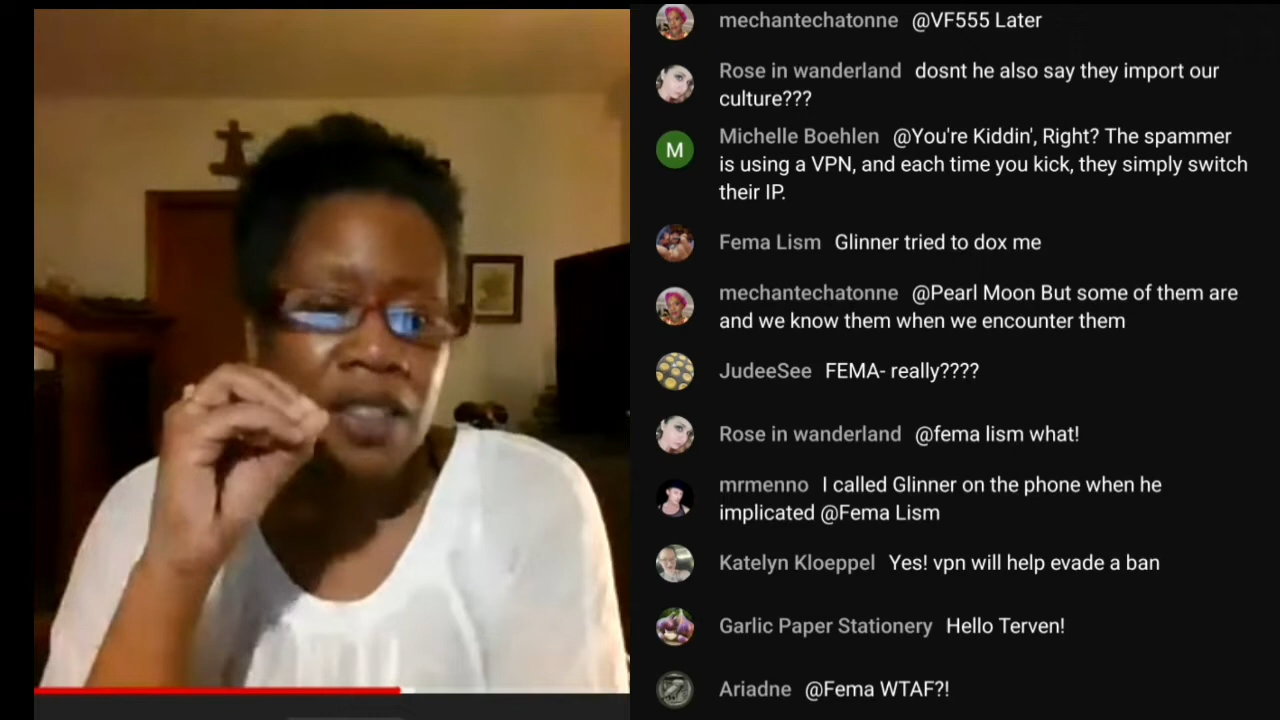 mechantechatonne @VF555 Later
Rose in wanderland dosnt he also say they import our
culture???
M
Michelle Boehlen @You're Kiddin', Right? The spammer
is using a VPN, and each time you kick, they simply switch
their IP.
Fema Lism Glinner tried to dox me
mechantechatonne @Pearl Moon But some of them are
and we know them when we encounter them
JudeeSee FEMA- really????
Rose in wanderland @fema lism what!
mrmenno I called Glinner on the phone when he
implicated @Fema Lism
Katelyn Kloeppel Yes! vpn will help evade a ban
Garlic Paper Stationery Hello Terven!
Ariadne @Fema WTAF?!